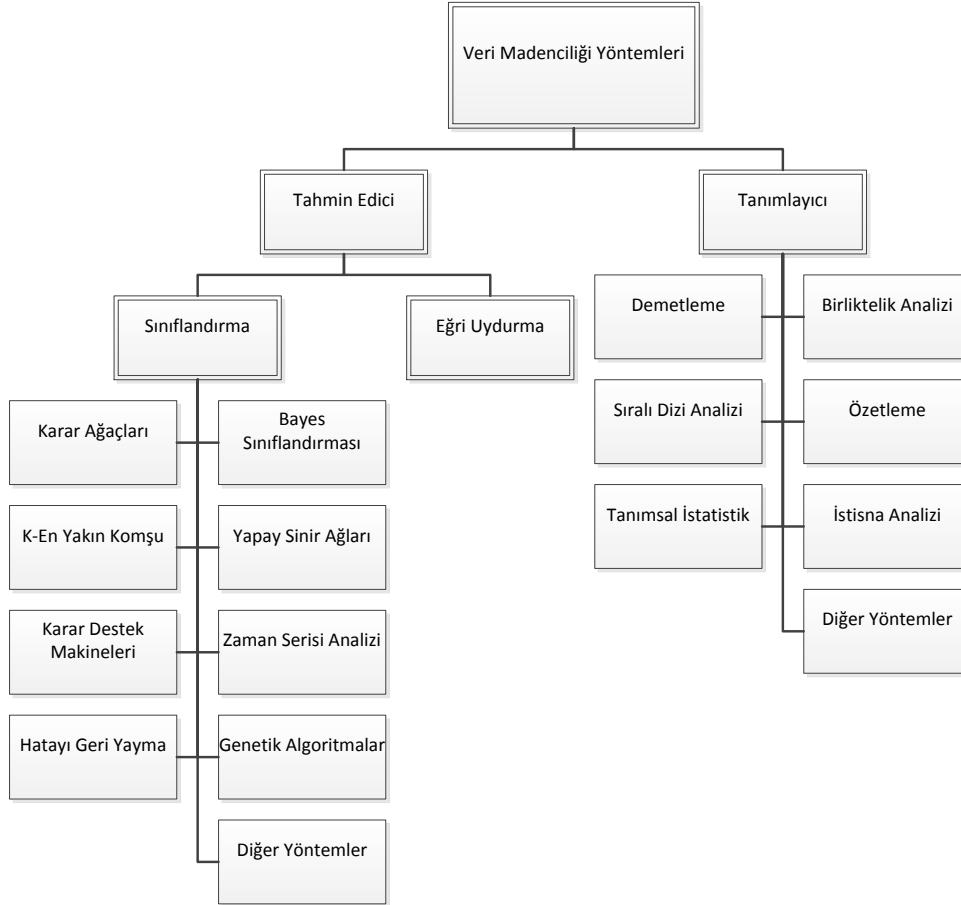 Veri Madenciliği Yöntemleri
Tahmin Edici
Tanımlayıcı
Sınıflandırma
Eğri Uydurma
Demetleme
Birliktelik Analizi
Karar Ağaçları
Bayes
Sınıflandırması
Sıralı Dizi Analizi
Özetleme
K-En Yakın Komşu
Yapay Sinir Ağları
Tanımsal İstatistik
İstisna Analizi
Karar Destek
Makineleri
Zaman Serisi Analizi
Diğer Yöntemler
Hatayı Geri Yayma
Genetik Algoritmalar
Diğer Yöntemler